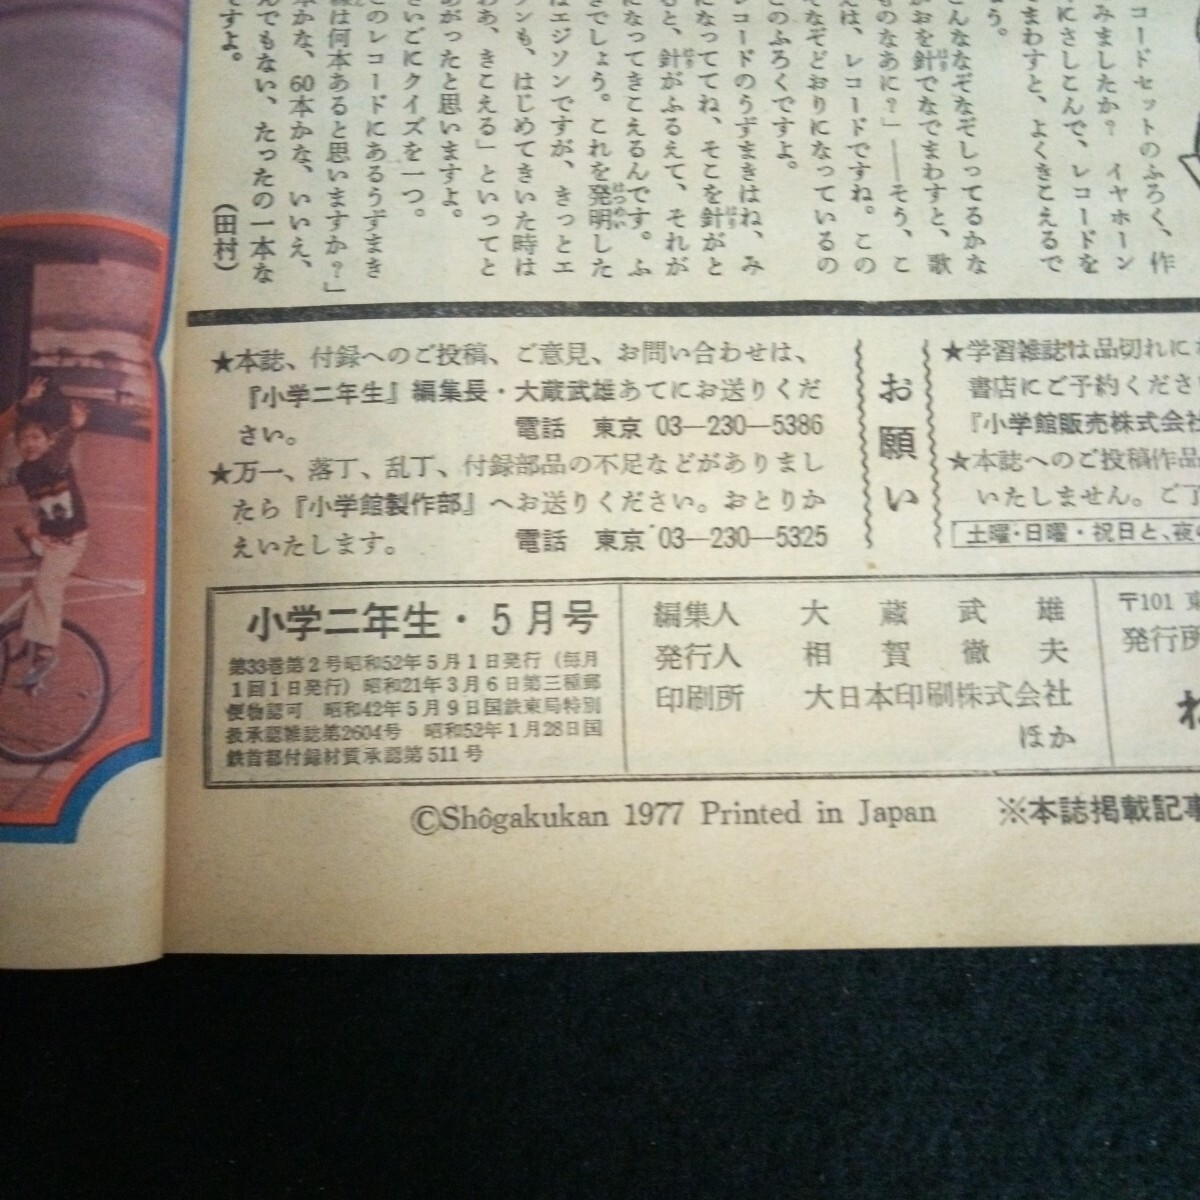 コードセットのふろく、作
みましたか？　イヤホーン
にさしこんで、レコードを
まわすと、よくきこえるで
ょう。
こんななぞなぞしってるかな
がおを針でなでまわすと、歌
ものなあに？」――そう、こ
えは、レコードですね。この
そなぞどおりになっているの
このふろくですよ。
レコードのうずまきはね、み
になっててね、そこを針がと
ると、針がふるえて、それが
になってきこえるんです。ふ
きでしょう。これを発明した
はエジソンですが、きっとエ
ソンも、はじめてきいた時は
わあ、きこえる」といってと
あがったと思いますよ。
さいごにクイズを一つ。
このレコードにあるうずまき
線は何本あると思いますか？」
本かな、60本かな、いいえ、
んでもない、たったの一本な
ですよ。
（田村）
★本誌、付録へのご投稿、ご意見、お問い合わせは、
『小学二年生』編集長・大蔵武雄あてにお送りくだ
さい。　電話　東京 03―230―5386
★万一、落丁、乱丁、付録部品の不足などがありまし
たら『小学館製作部』へお送りください。おとりか
えいたします。　電話　東京 03―230―5325
お願い
★学習雑誌は品切れに
書店にご予約くださ
『小学館販売株式会社
★本誌へのご投稿作品
いたしません。ご了
土曜・日曜・祝日と、夜
小学二年生・5月号
第33巻第2号昭和52年5月1日発行（毎月
1回1日発行）昭和21年3月6日第三種郵
便物認可　昭和42年5月9日国鉄東局特別
扱承認雑誌第2604号　昭和52年1月28日国
鉄首都付録材質承認第511号
編集人　大蔵武雄
発行人　相賀徹夫
印刷所　大日本印刷株式会社
ほか
〒101 東
発行所
©Shôgakukan 1977 Printed in Japan
※本誌掲載記事